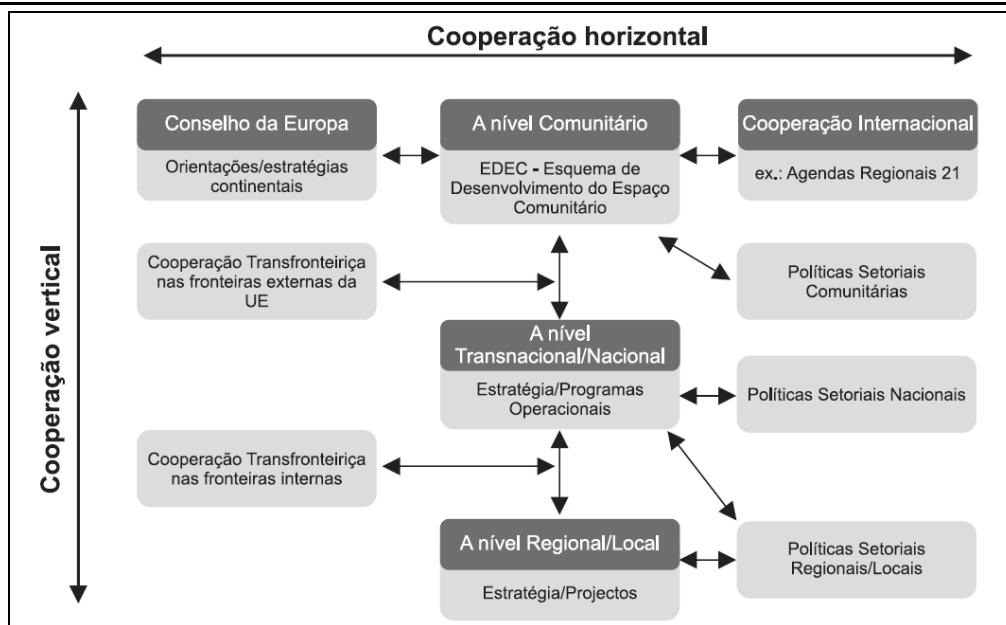 Cooperação horizontal
Cooperação vertical
Conselho da Europa
Orientações/estratégias
continentais
A nível Comunitário
EDEC - Esquema de
Desenvolvimento do Espaço
Comunitário
Cooperação Internacional
ex.: Agendas Regionais 21
Cooperação Transfronteiriça
nas fronteiras externas da
UE
Políticas Setoriais
Comunitárias
A nível
Transnacional/Nacional
Estratégia/Programas
Operacionais
Políticas Setoriais Nacionais
Cooperação Transfronteiriça
nas fronteiras internas
A nível Regional/Local
Estratégia/Projectos
Políticas Setoriais
Regionais/Locais